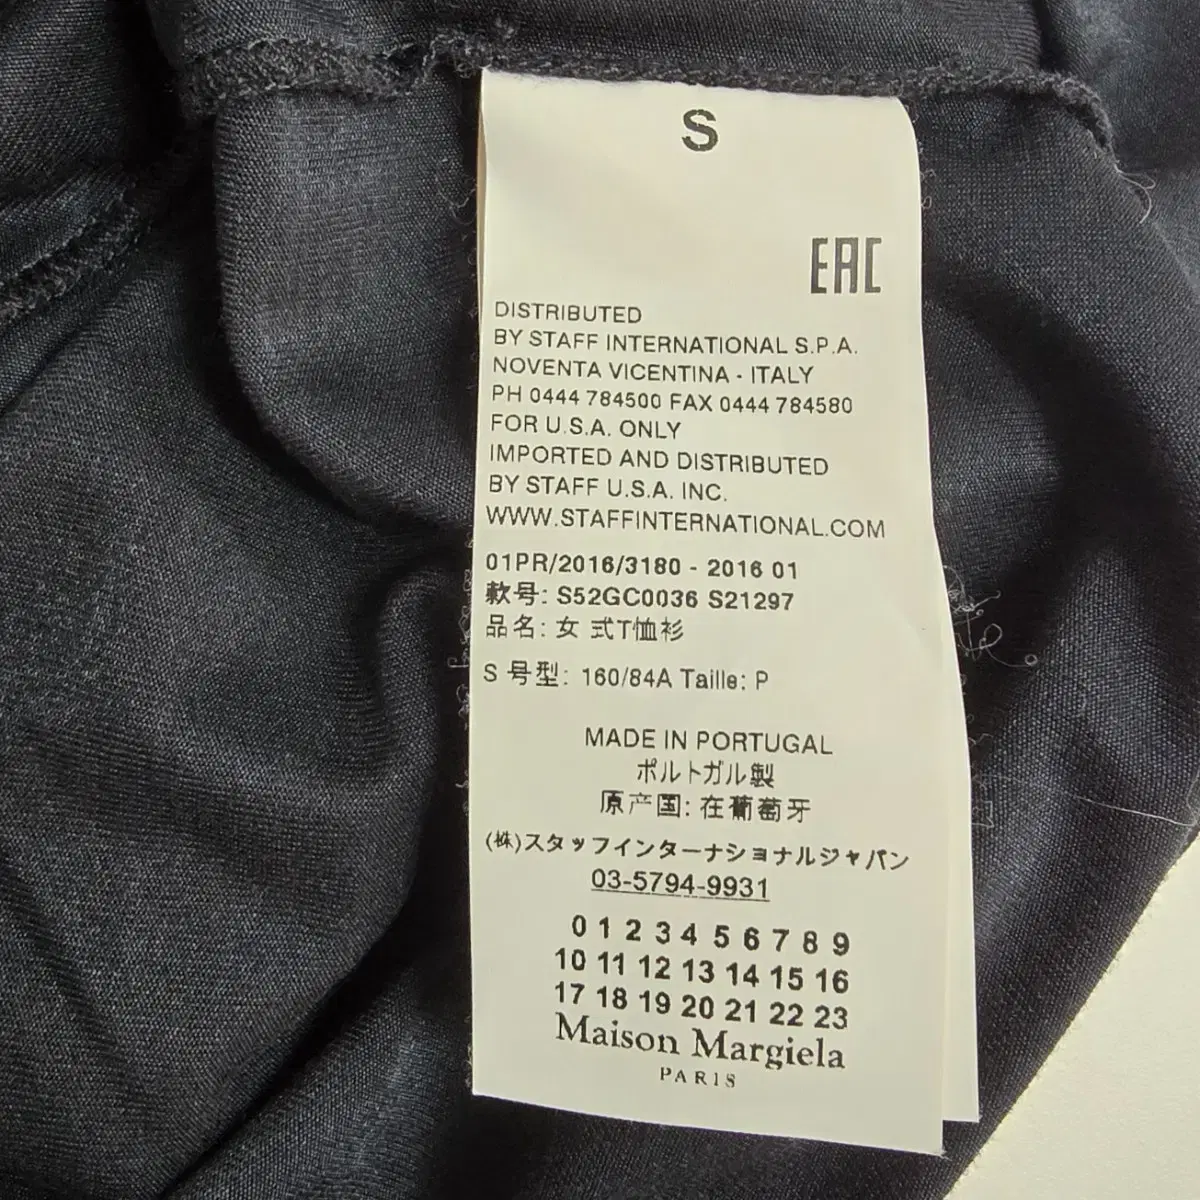 S
EAC
DISTRIBUTED
BY STAFF INTERNATIONAL S.P.A.
NOVENTA VICENTINA - ITALY
PH 0444 784500 FAX 0444 784580
FOR U.S.A. ONLY
IMPORTED AND DISTRIBUTED
BY STAFF U.S.A. INC.
WWW.STAFFINTERNATIONAL.COM
01PR/2016/3180 - 2016 01
款号: S52GC0036 S21297
品名: 女 式T恤衫
S 号型: 160/84A Taille: P
MADE IN PORTUGAL
ポルトガル製
原产国: 在葡萄牙
(株)スタッフインターナショナルジャパン
03-5794-9931
0 1 2 3 4 5 6 7 8 9
10 11 12 13 14 15 16
17 18 19 20 21 22 23
Maison Margiela
PARIS